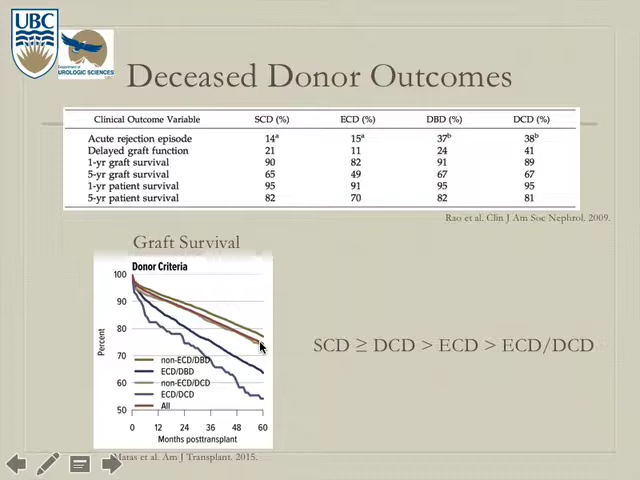 UBC
Department of
UROLOGIC SCIENCES
Deceased Donor Outcomes
Clinical Outcome Variable SCD (%) ECD (%) DBD (%) DCD (%)
Acute rejection episode 14a 15a 37b 38b
Delayed graft function 21 11 24 41
1-yr graft survival 90 82 91 89
5-yr graft survival 65 49 67 67
1-yr patient survival 95 91 95 95
5-yr patient survival 82 70 82 81
Rao et al. Clin J Am Soc Nephrol. 2009.
Graft Survival
Donor Criteria
100
90
80
70
60
50
Percent
non-ECD/DBD
ECD/DBD
non-ECD/DCD
ECD/DCD
All
0 12 24 36 48 60
Months posttransplant
SCD ≥ DCD > ECD > ECD/DCD
Matas et al. Am J Transplant. 2015.